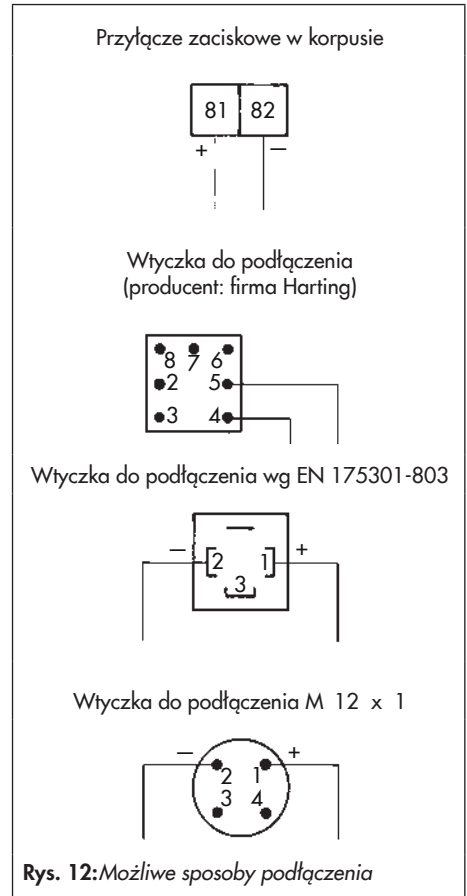 Przyłącze zaciskowe w korpusie
81 82
+ —
Wtyczka do podłączenia
(producent: firma Harting)
8 7 6
2 5
3 4
Wtyczka do podłączenia wg EN 175301-803
— +
2 1
3
Wtyczka do podłączenia M 12 x 1
— +
2 1
3 4
Rys. 12:Możliwe sposoby podłączenia